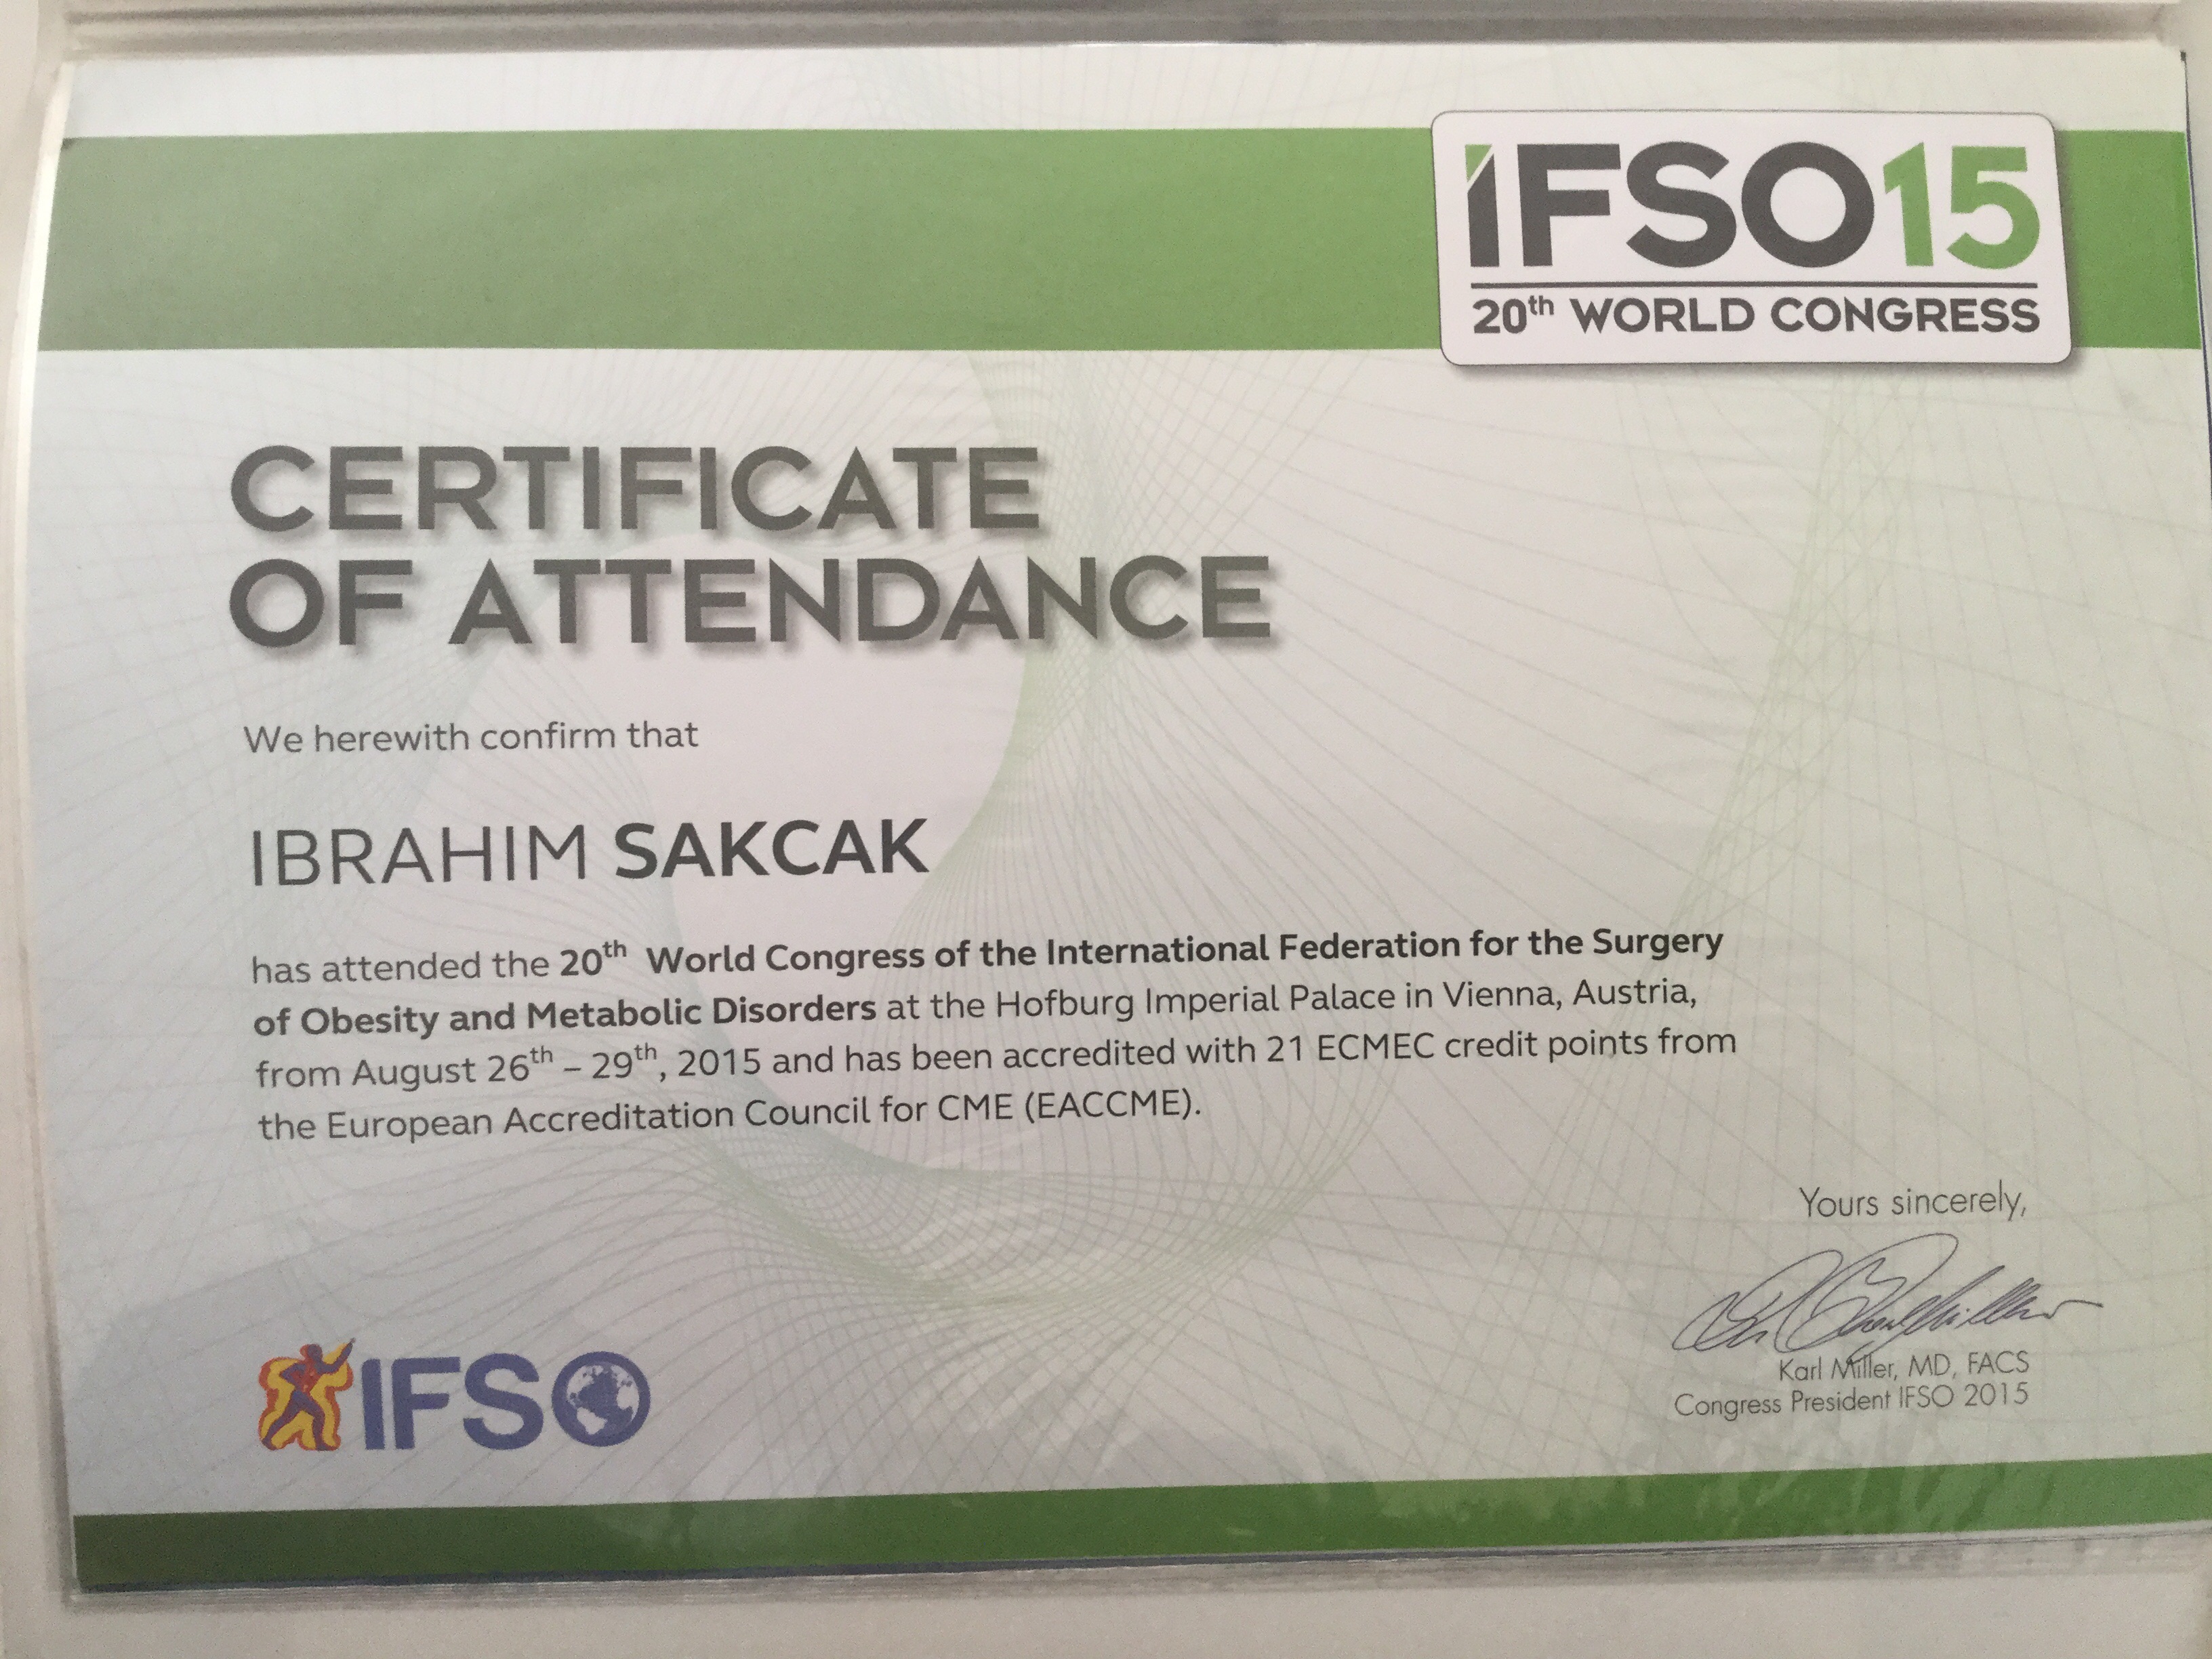 IFSO15
20th WORLD CONGRESS
CERTIFICATE
OF ATTENDANCE
We herewith confirm that
IBRAHIM SAKCAK
has attended the 20th World Congress of the International Federation for the Surgery
of Obesity and Metabolic Disorders at the Hofburg Imperial Palace in Vienna, Austria,
from August 26th – 29th, 2015 and has been accredited with 21 ECMEC credit points from
the European Accreditation Council for CME (EACCME).
Yours sincerely,
Karl Miller, MD, FACS
Congress President IFSO 2015
IFSO